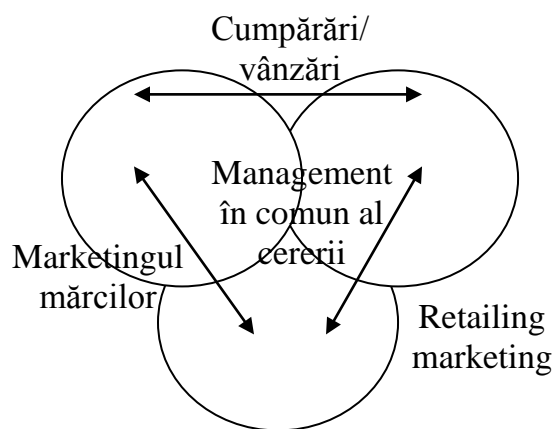 Cumpărări/
vânzări
Management
în comun al
cererii
Marketingul
mărcilor
Retailing
marketing